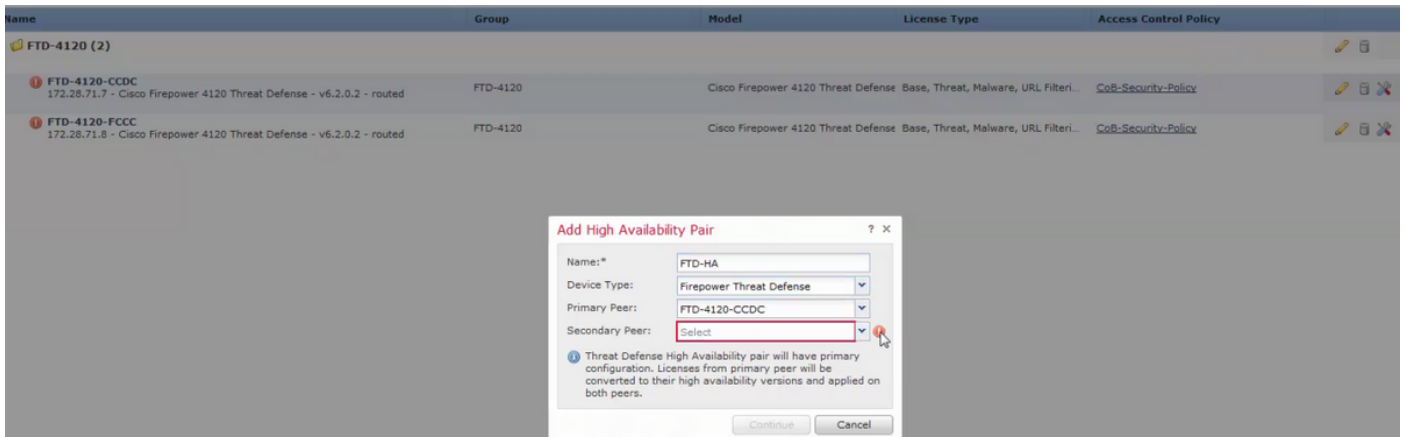 Name Group Model License Type Access Control Policy
FTD-4120 (2)
FTD-4120-CCDC
172.28.71.7 - Cisco Firepower 4120 Threat Defense - v6.2.0.2 - routed FTD-4120 Cisco Firepower 4120 Threat Defense Base, Threat, Malware, URL Filteri... CoB-Security-Policy
FTD-4120-FCCC
172.28.71.8 - Cisco Firepower 4120 Threat Defense - v6.2.0.2 - routed FTD-4120 Cisco Firepower 4120 Threat Defense Base, Threat, Malware, URL Filteri... CoB-Security-Policy
Add High Availability Pair ? X
Name:* FTD-HA
Device Type: Firepower Threat Defense
Primary Peer: FTD-4120-CCDC
Secondary Peer: Select
Threat Defense High Availability pair will have primary
configuration. Licenses from primary peer will be
converted to their high availability versions and applied on
both peers.
Continue Cancel